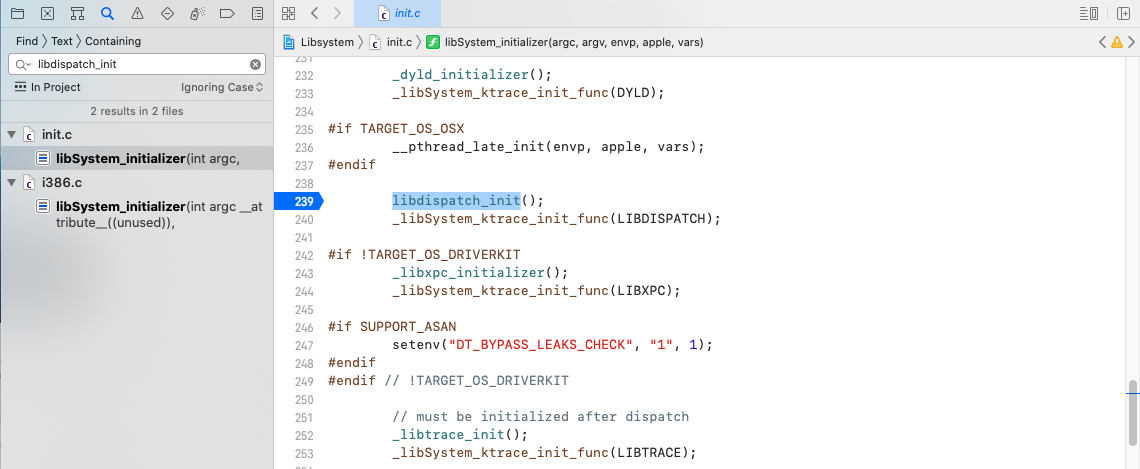 init.c
Find > Text > Containing
libdispatch_init
In Project
Ignoring Case
2 results in 2 files
init.c
libSystem_initializer(int argc,
i386.c
libSystem_initializer(int argc __at
tribute__((unused)),
Libsystem > init.c > libSystem_initializer(argc, argv, envp, apple, vars)
231
232 _dyld_initializer();
233 _libSystem_ktrace_init_func(DYLD);
234
235 #if TARGET_OS_OSX
236 __pthread_late_init(envp, apple, vars);
237 #endif
238
239 libdispatch_init();
240 _libSystem_ktrace_init_func(LIBDISPATCH);
241
242 #if !TARGET_OS_DRIVERKIT
243 _libxpc_initializer();
244 _libSystem_ktrace_init_func(LIBXPC);
245
246 #if SUPPORT_ASAN
247 setenv("DT_BYPASS_LEAKS_CHECK", "1", 1);
248 #endif
249 #endif // !TARGET_OS_DRIVERKIT
250
251 // must be initialized after dispatch
252 _libtrace_init();
253 _libSystem_ktrace_init_func(LIBTRACE);